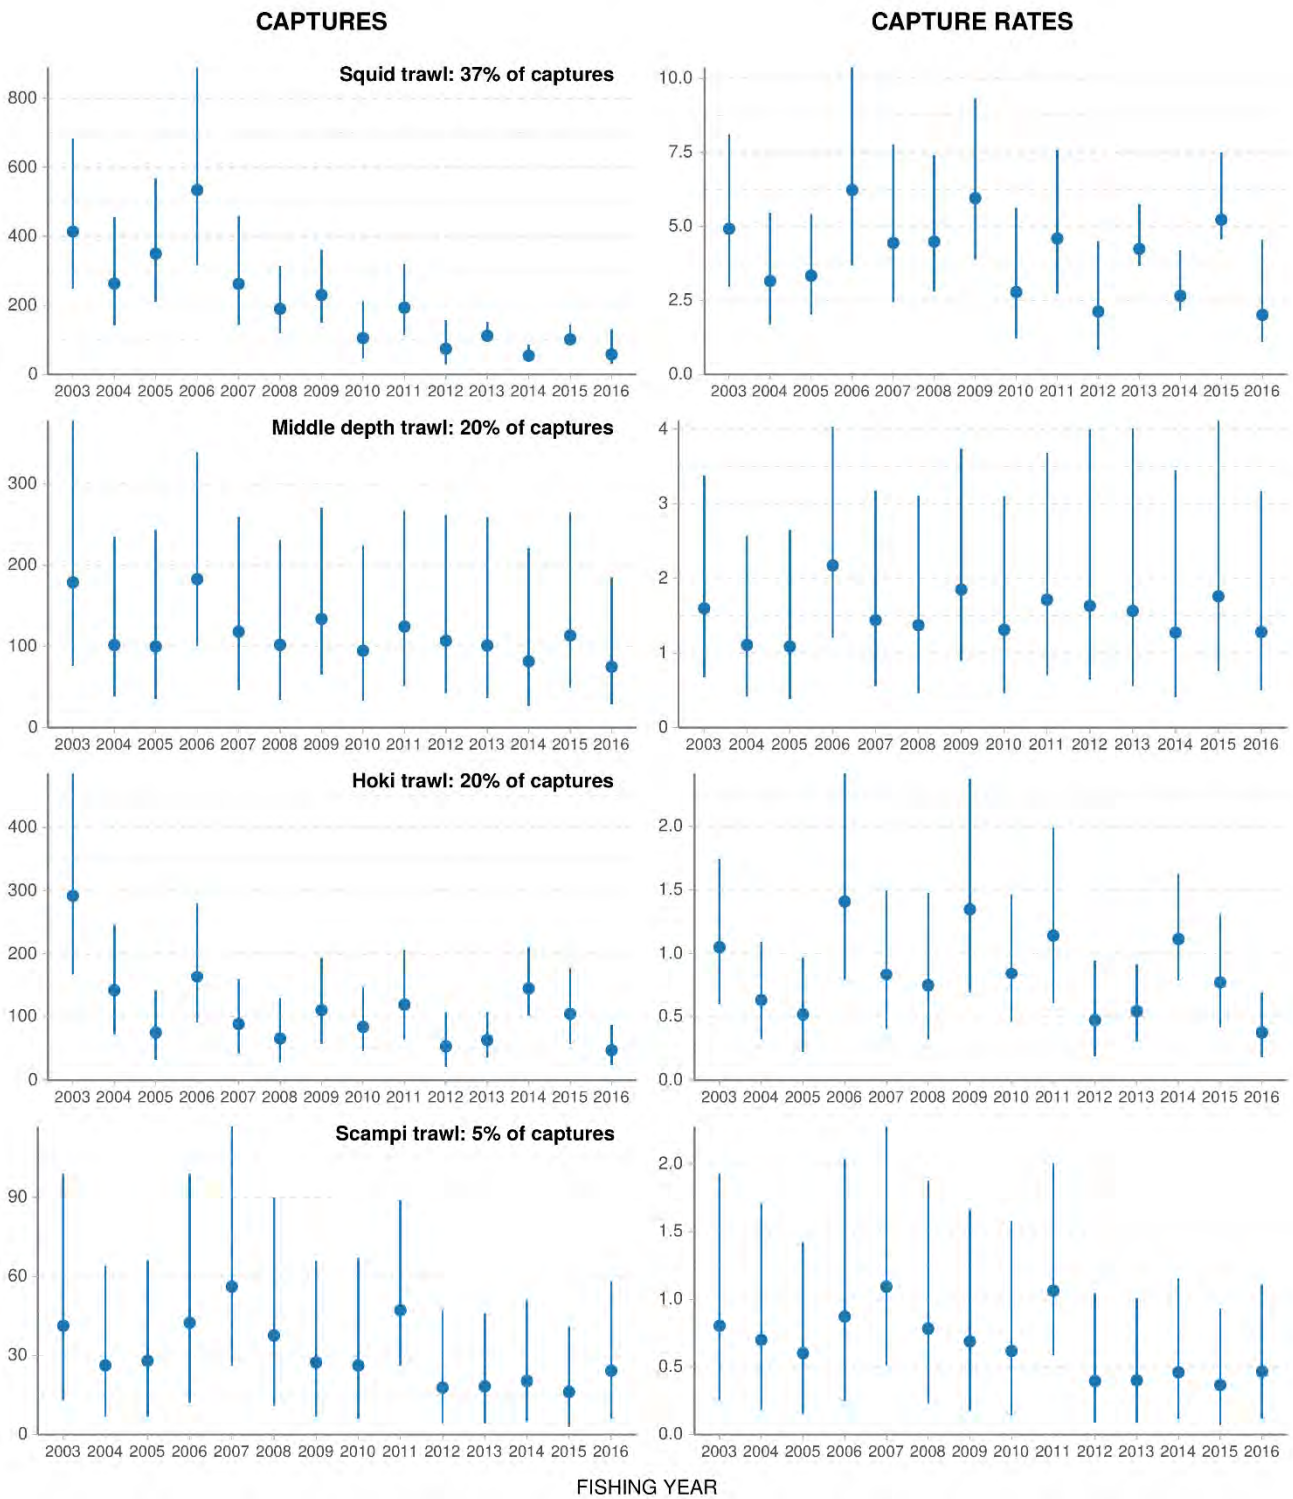 CAPTURES
CAPTURE RATES
Squid trawl: 37% of captures
800
600
400
200
0
2003 2004 2005 2006 2007 2008 2009 2010 2011 2012 2013 2014 2015 2016
10.0
7.5
5.0
2.5
0.0
2003 2004 2005 2006 2007 2008 2009 2010 2011 2012 2013 2014 2015 2016
Middle depth trawl: 20% of captures
300
200
100
0
2003 2004 2005 2006 2007 2008 2009 2010 2011 2012 2013 2014 2015 2016
4
3
2
1
0
2003 2004 2005 2006 2007 2008 2009 2010 2011 2012 2013 2014 2015 2016
Hoki trawl: 20% of captures
400
300
200
100
0
2003 2004 2005 2006 2007 2008 2009 2010 2011 2012 2013 2014 2015 2016
2.0
1.5
1.0
0.5
0.0
2003 2004 2005 2006 2007 2008 2009 2010 2011 2012 2013 2014 2015 2016
Scampi trawl: 5% of captures
90
60
30
0
2003 2004 2005 2006 2007 2008 2009 2010 2011 2012 2013 2014 2015 2016
2.0
1.5
1.0
0.5
0.0
2003 2004 2005 2006 2007 2008 2009 2010 2011 2012 2013 2014 2015 2016
FISHING YEAR